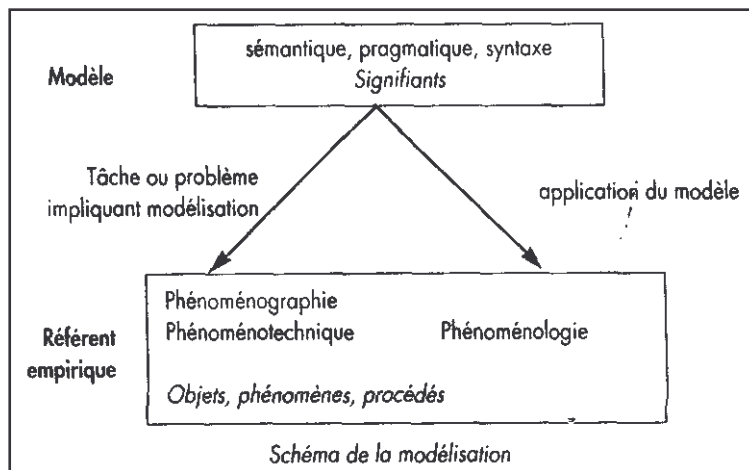 sémantique, pragmatique, syntaxe
Modèle
Signifiants
Tâche ou problème
impliquant modélisation
application du modèle
Phénoménographie
Référent
empirique
Phénoménotechnique
Phénoménologie
Objets, phénomènes, procédés
Schéma de la modélisation